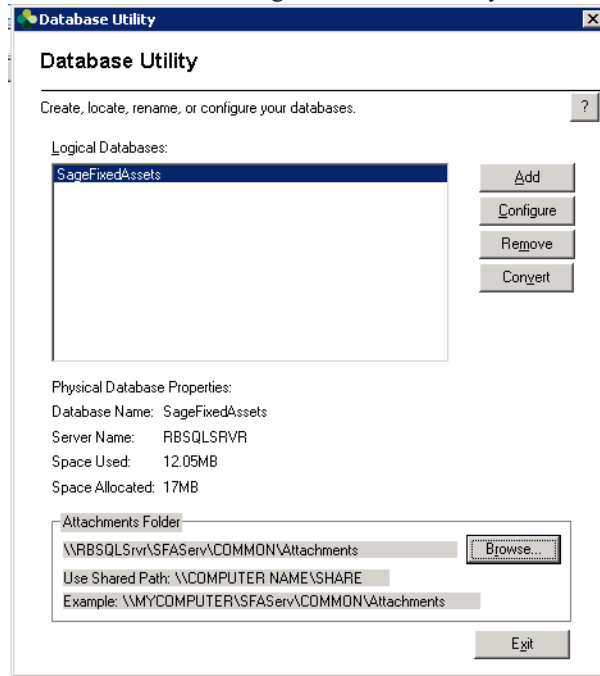 Database Utility
Database Utility
Create, locate, rename, or configure your databases.
?
Logical Databases:
SageFixedAssets
Add
Configure
Remove
Convert
Physical Database Properties:
Database Name: SageFixedAssets
Server Name: RBSQLSRVR
Space Used: 12.05MB
Space Allocated: 17MB
Attachments Folder
\\RBSQLSrvr\SFAServ\COMMON\Attachments
Browse...
Use Shared Path: \\COMPUTER NAME\SHARE
Example: \\MYCOMPUTER\SFAServ\COMMON\Attachments
Exit